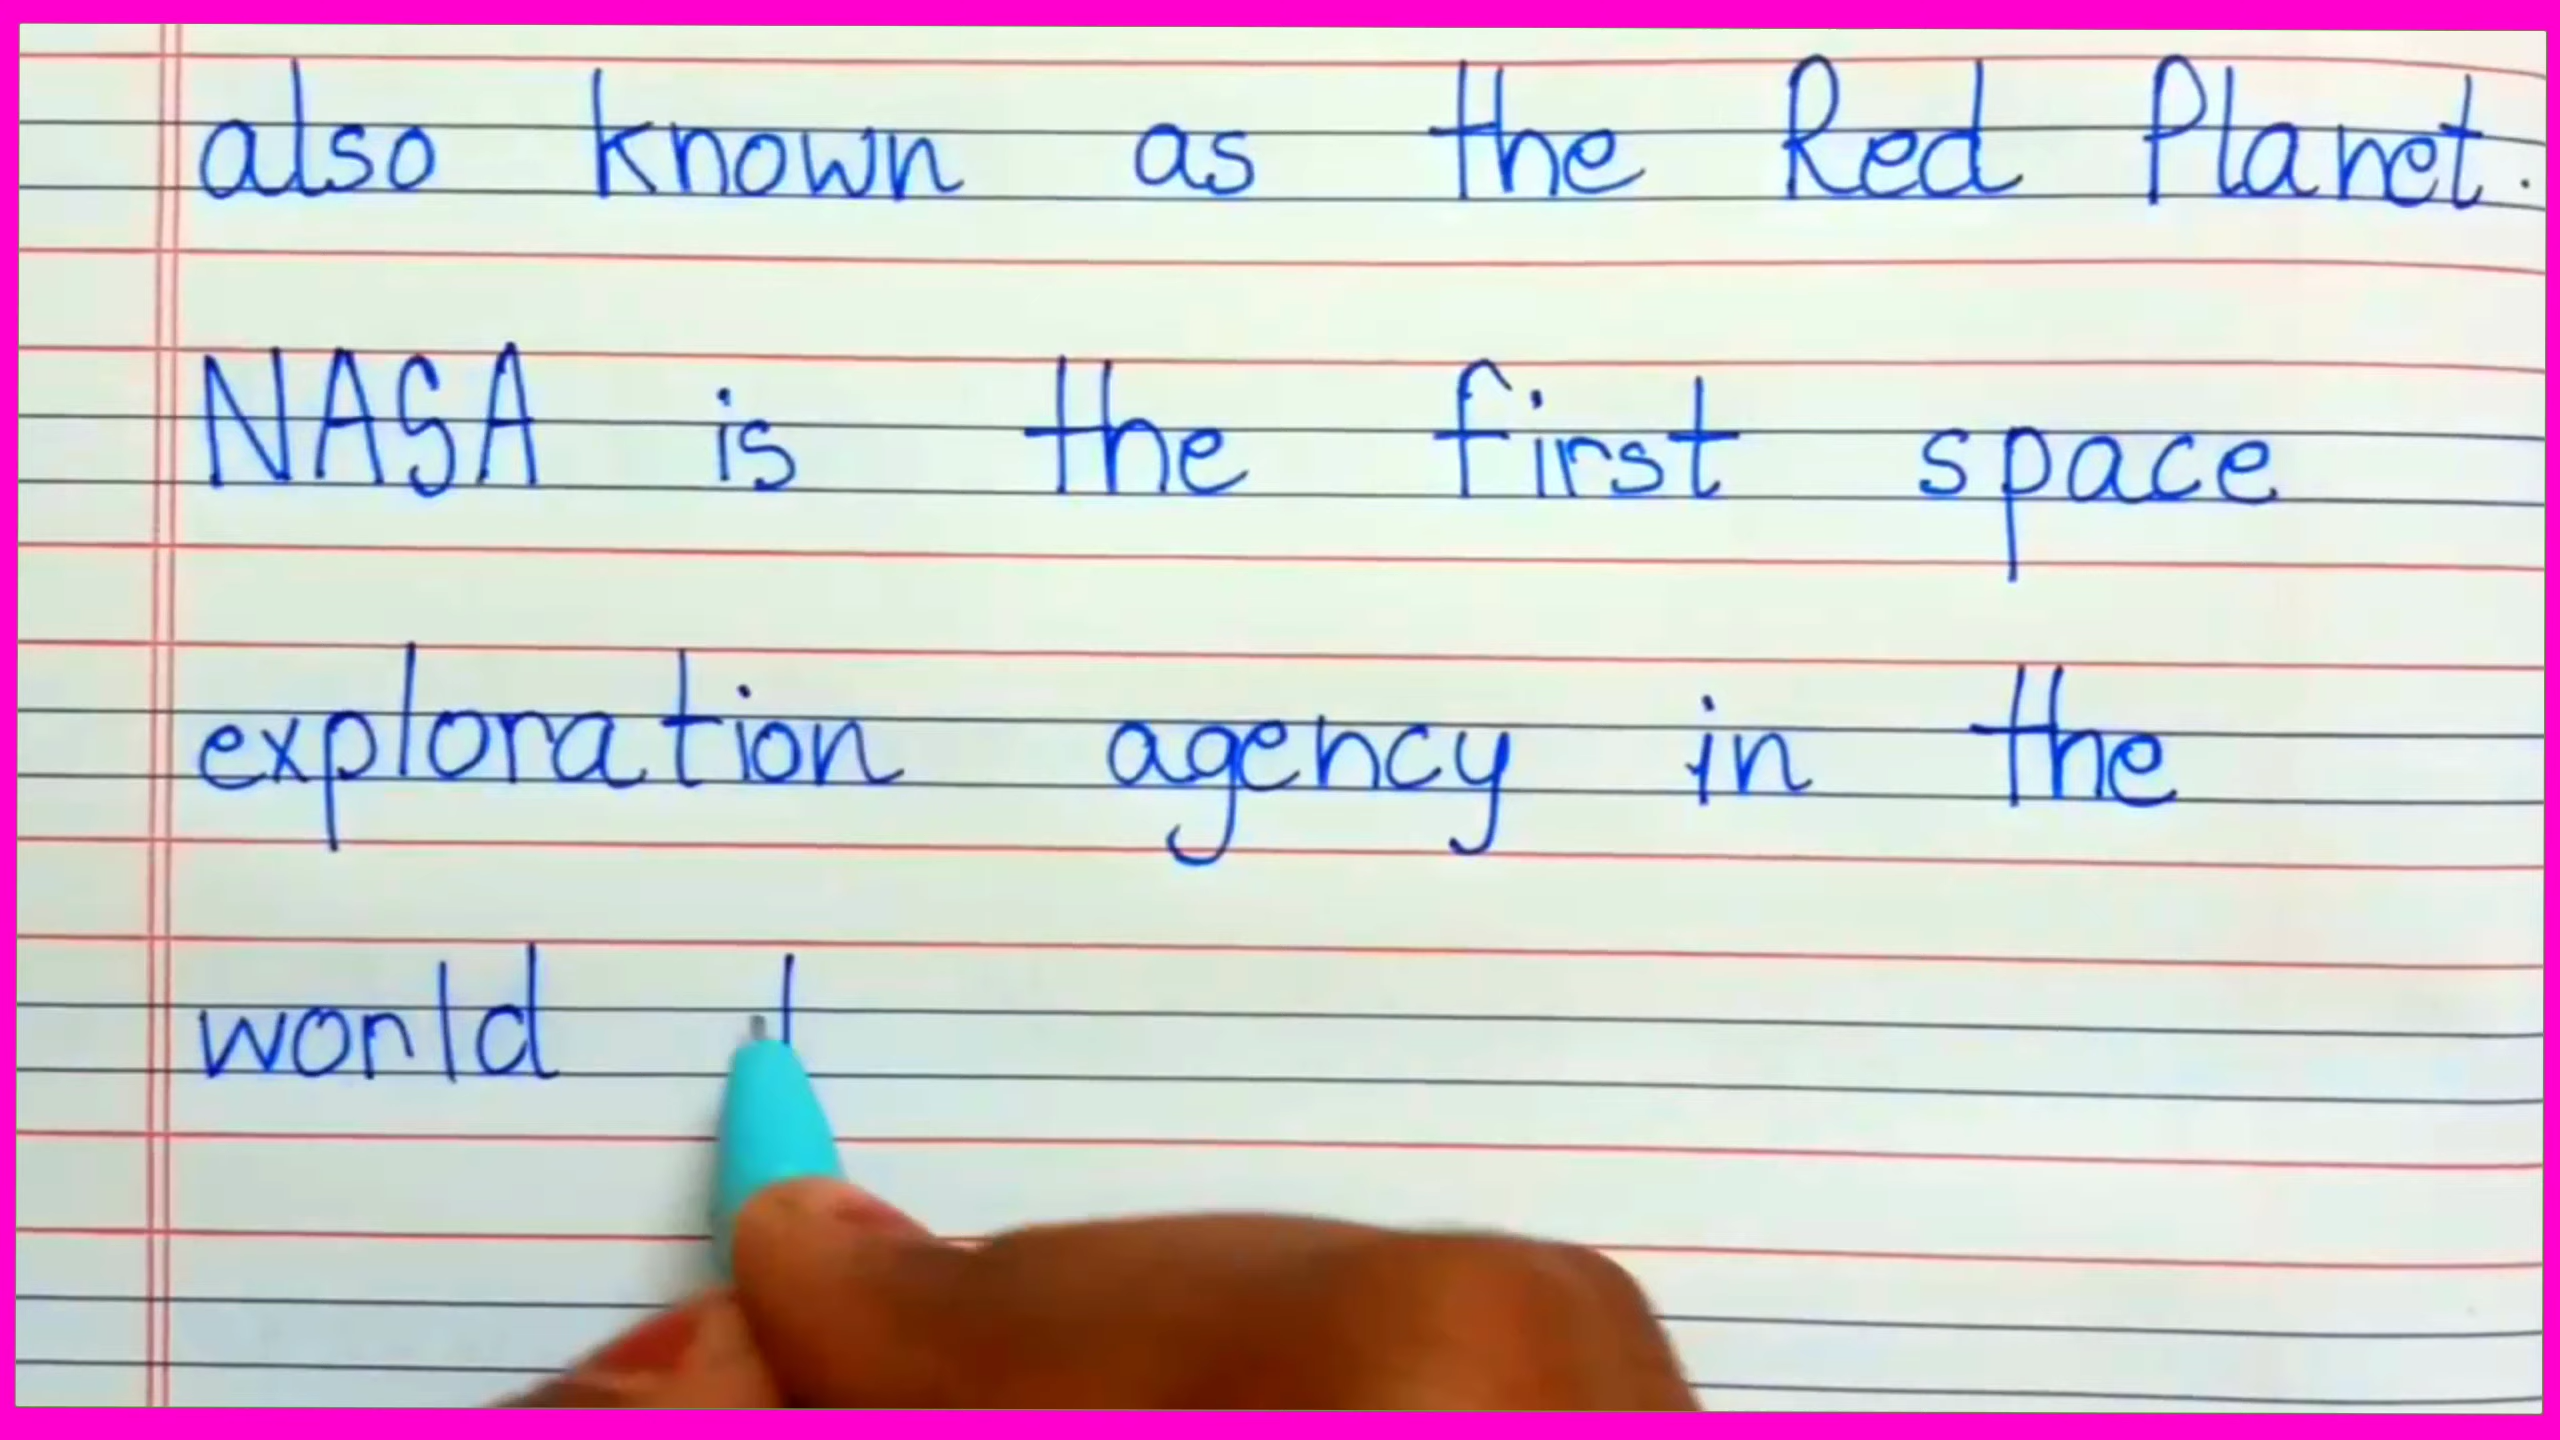 also known as the Red Planet.
NASA is the first space
exploration agency in the
world